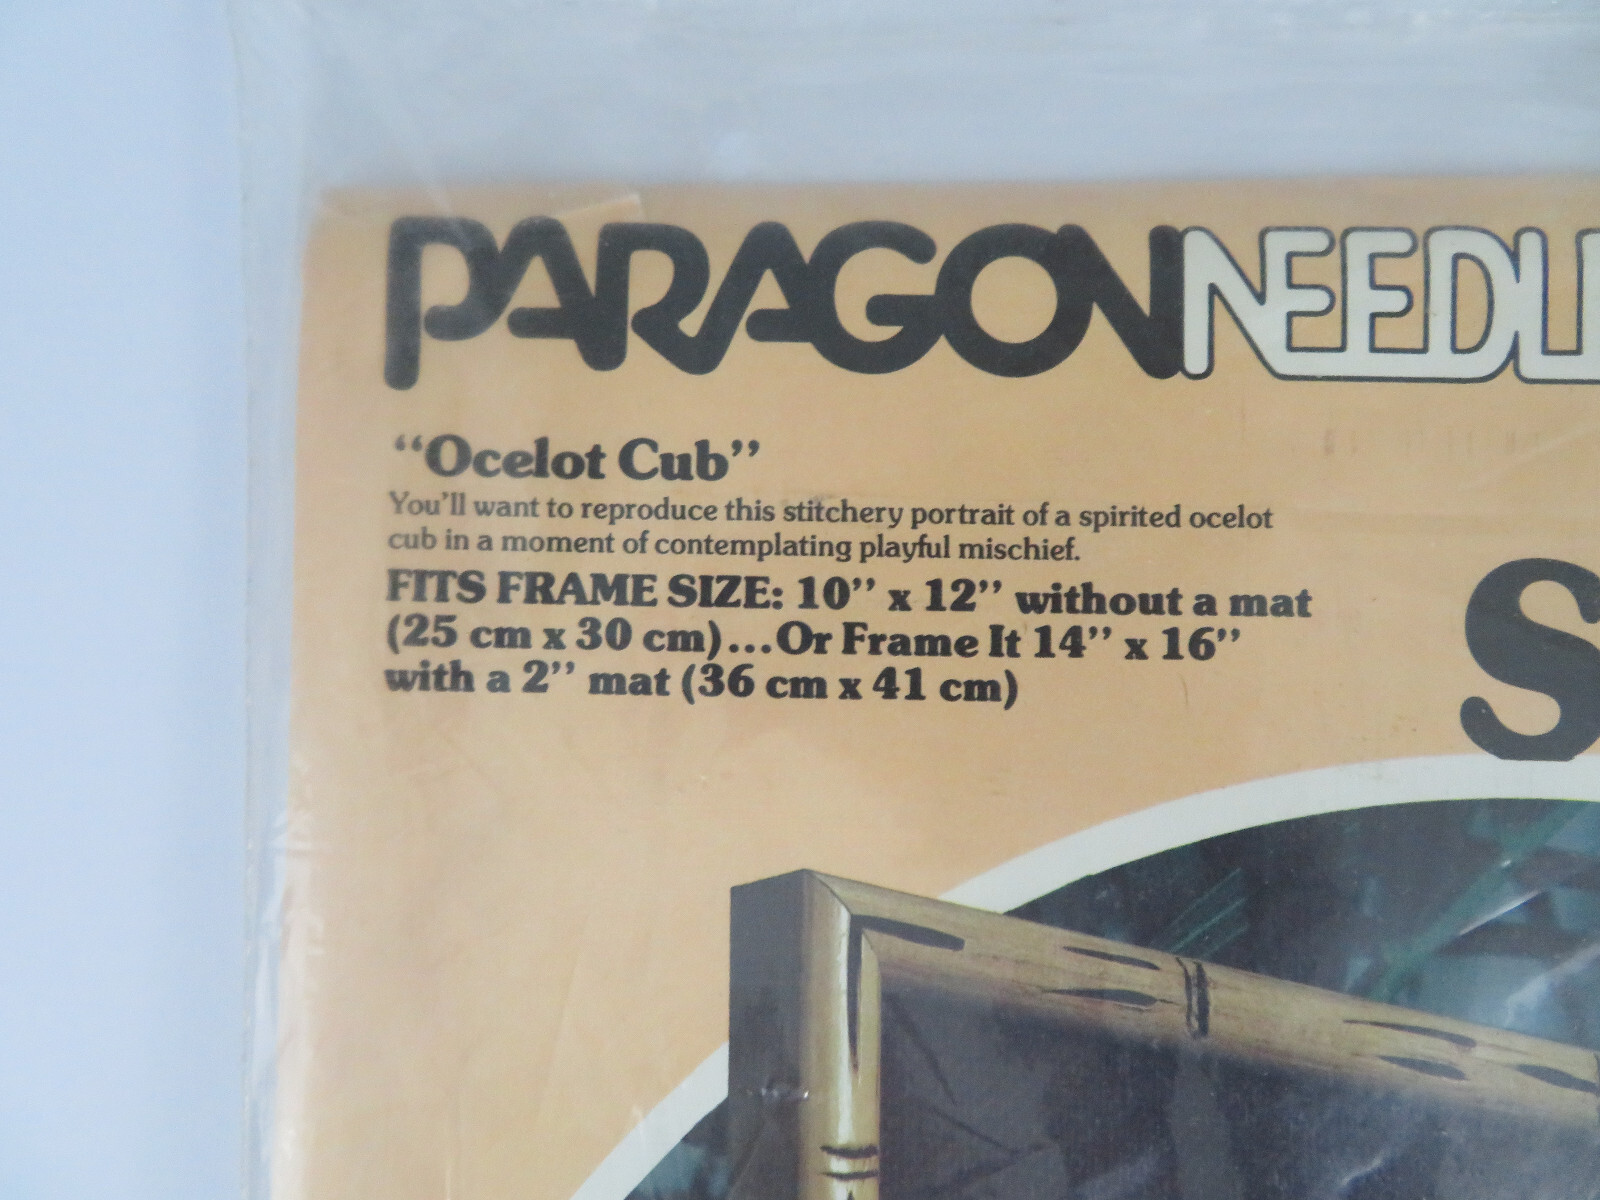 PARAGON NEEDL
“Ocelot Cub”
You’ll want to reproduce this stitchery portrait of a spirited ocelot
cub in a moment of contemplating playful mischief.
FITS FRAME SIZE: 10” x 12” without a mat
(25 cm x 30 cm)...Or Frame It 14” x 16”
with a 2” mat (36 cm x 41 cm)
S